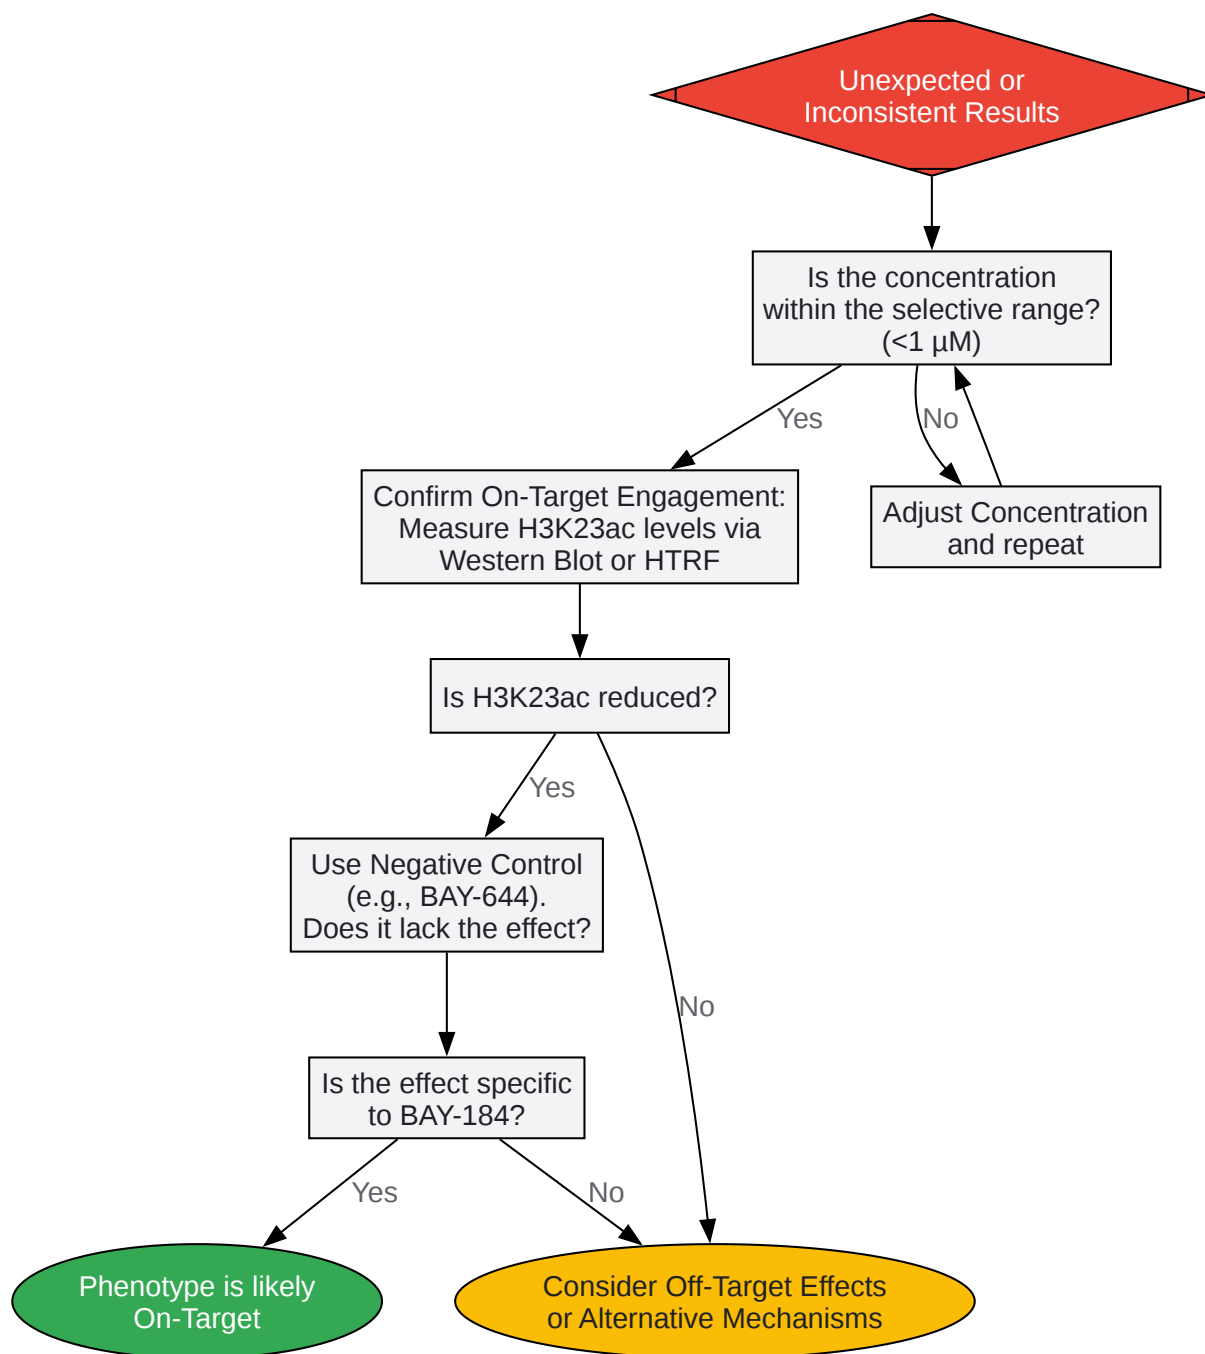 Unexpected or
Inconsistent Results
Is the concentration
within the selective range?
(<1 µM)
Yes
No
Confirm On-Target Engagement:
Measure H3K23ac levels via
Western Blot or HTRF
Adjust Concentration
and repeat
Is H3K23ac reduced?
Yes
Use Negative Control
(e.g., BAY-644).
Does it lack the effect?
No
Is the effect specific
to BAY-184?
Yes
No
Phenotype is likely
On-Target
Consider Off-Target Effects
or Alternative Mechanisms